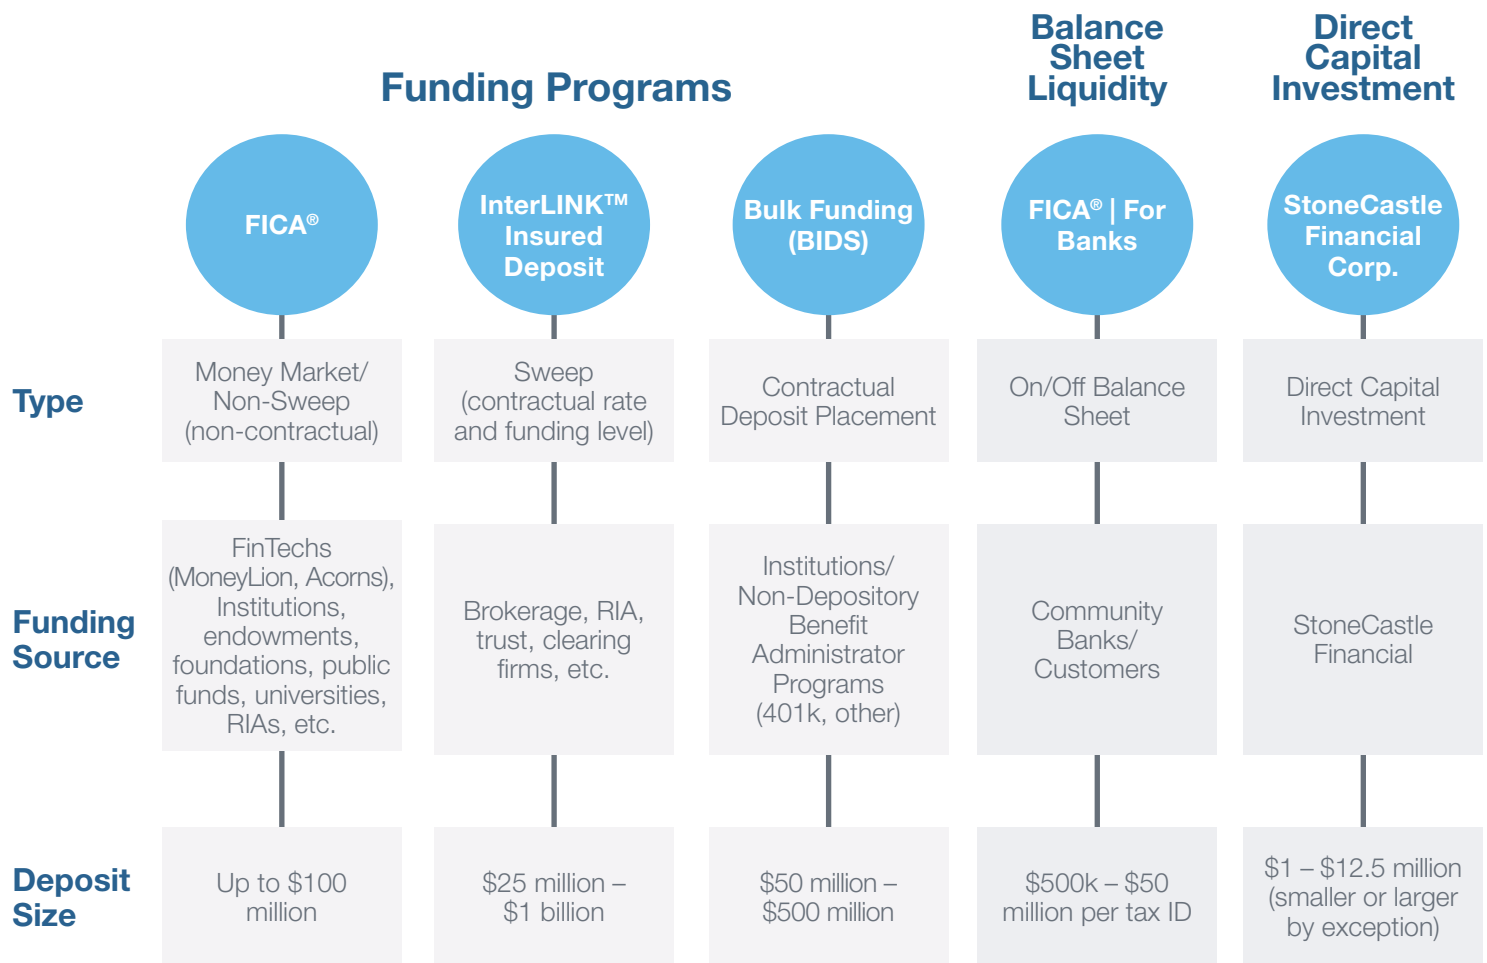 Funding Programs
Balance
Sheet
Liquidity
Direct
Capital
Investment
FICA®
InterLINK™
Insured
Deposit
Bulk Funding
(BIDS)
FICA® | For
Banks
StoneCastle
Financial
Corp.
Type
Money Market/
Non-Sweep
(non-contractual)
Sweep
(contractual rate
and funding level)
Contractual
Deposit Placement
On/Off Balance
Sheet
Direct Capital
Investment
Funding
Source
FinTechs
(MoneyLion, Acorns),
Institutions,
endowments,
foundations, public
funds, universities,
RIAs, etc.
Brokerage, RIA,
trust, clearing
firms, etc.
Institutions/
Non-Depository
Benefit
Administrator
Programs
(401k, other)
Community
Banks/
Customers
StoneCastle
Financial
Deposit
Size
Up to $100
million
$25 million –
$1 billion
$50 million –
$500 million
$500k – $50
million per tax ID
$1 – $12.5 million
(smaller or larger
by exception)